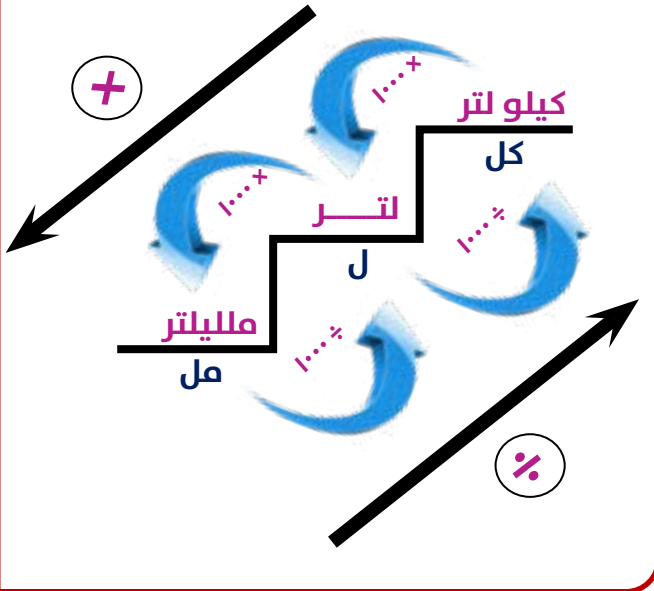 +
+ ١٠٠٠
كيلو لتر
كل
+ ١٠٠٠
لتـــــر
ل
٪ ١٠٠٠
ملليلتر
مل
٪ ١٠٠٠
٪